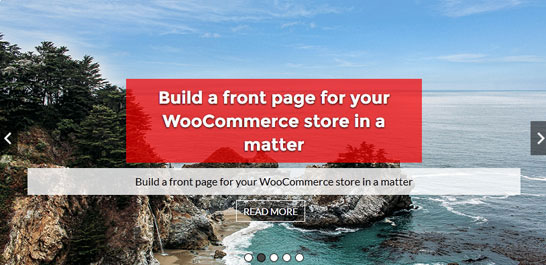 Build a front page for your
WooCommerce store in a
matter
Build a front page for your WooCommerce store in a matter
READ MORE